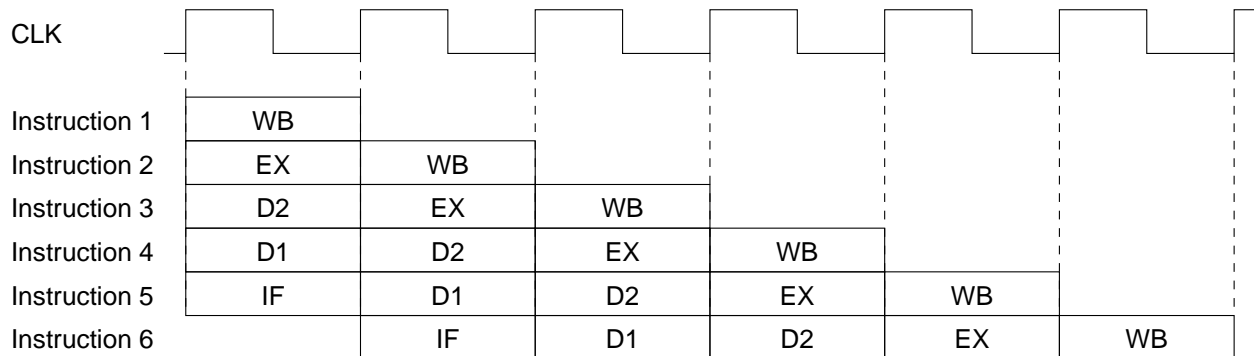 CLK
Instruction 1 WB
Instruction 2 EX WB
Instruction 3 D2 EX WB
Instruction 4 D1 D2 EX WB
Instruction 5 IF D1 D2 EX WB
Instruction 6 IF D1 D2 EX WB